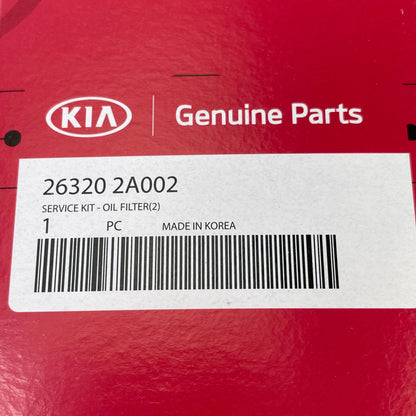 KIA Genuine Parts
26320 2A002
SERVICE KIT - OIL FILTER(2)
1 PC MADE IN KOREA